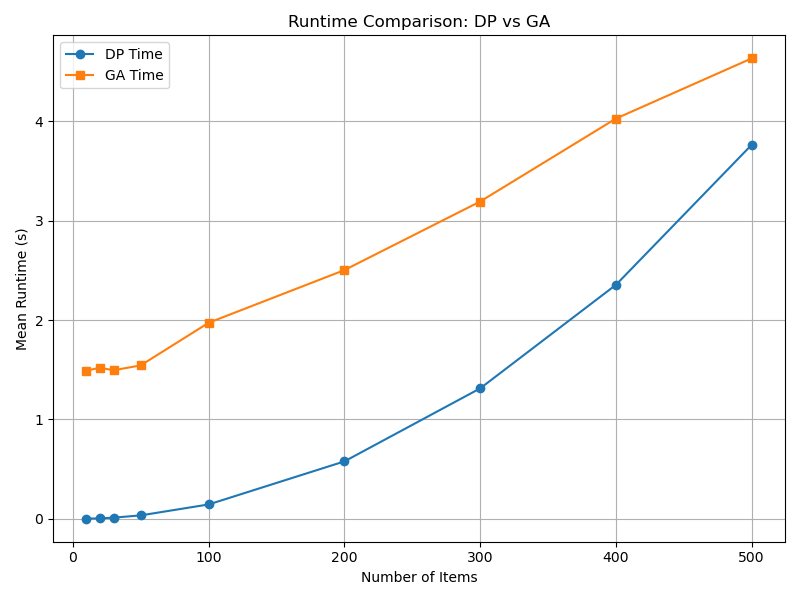 Runtime Comparison: DP vs GA
DP Time
GA Time
Mean Runtime (s)
4
3
2
1
0
0 100 200 300 400 500
Number of Items